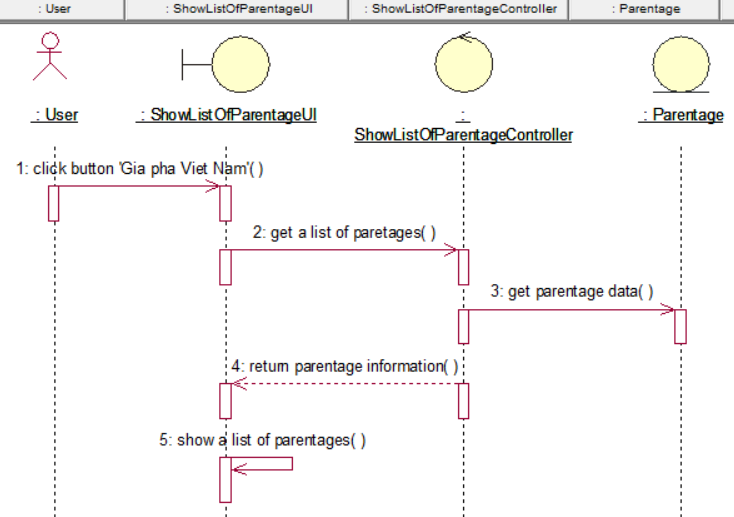 : User
: ShowListOfParentageUI
: ShowListOfParentageController
: Parentage
: User
: ShowListOfParentageUI
:
ShowListOfParentageController
: Parentage
1: click button 'Gia pha Viet Nam'( )
2: get a list of paretages( )
3: get parentage data( )
4: return parentage information( )
5: show a list of parentages( )